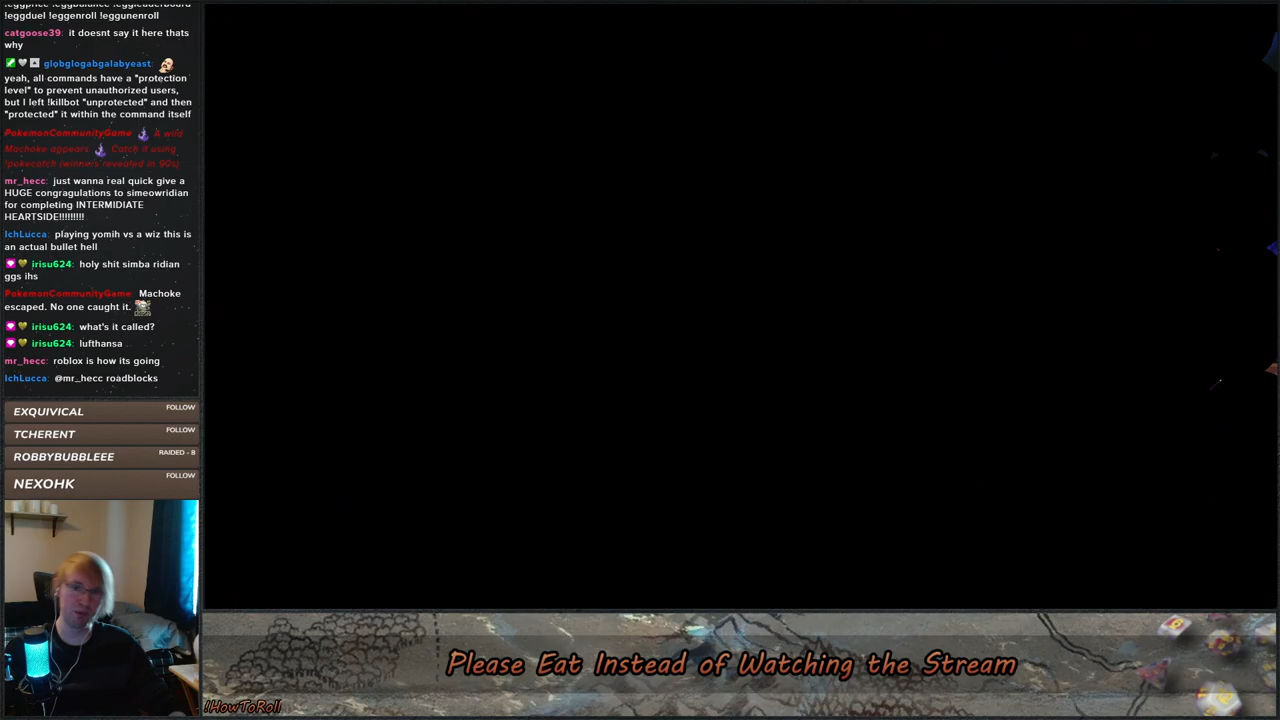 !eggduel !eggenroll !eggunenroll
catgoose39: it doesnt say it here thats
why
globglogabgalabyeast:
yeah, all commands have a "protection
level" to prevent unauthorized users,
but I left !killbot "unprotected" and then
"protected" it within the command itself
PokemonCommunityGame A wild
Machoke appears Catch it using
!pokecatch (winners revealed in 90s)
mr_hecc: just wanna real quick give a
HUGE congragulations to simeowridian
for completing INTERMIDIATE
HEARTSIDE!!!!!!!!!
IchLucca: playing yomih vs a wiz this is
an actual bullet hell
irisu624: holy shit simba ridian
ggs ihs
PokemonCommunityGame Machoke
escaped. No one caught it.
irisu624: what's it called?
irisu624: lufthansa
mr_hecc: roblox is how its going
IchLucca: @mr_hecc roadblocks
EXQUIVICAL FOLLOW
TCHERENT FOLLOW
ROBBYBUBBLEEE RAIDED - 8
NEXOHK FOLLOW
Please Eat Instead of Watching the Stream
!HowToRoll